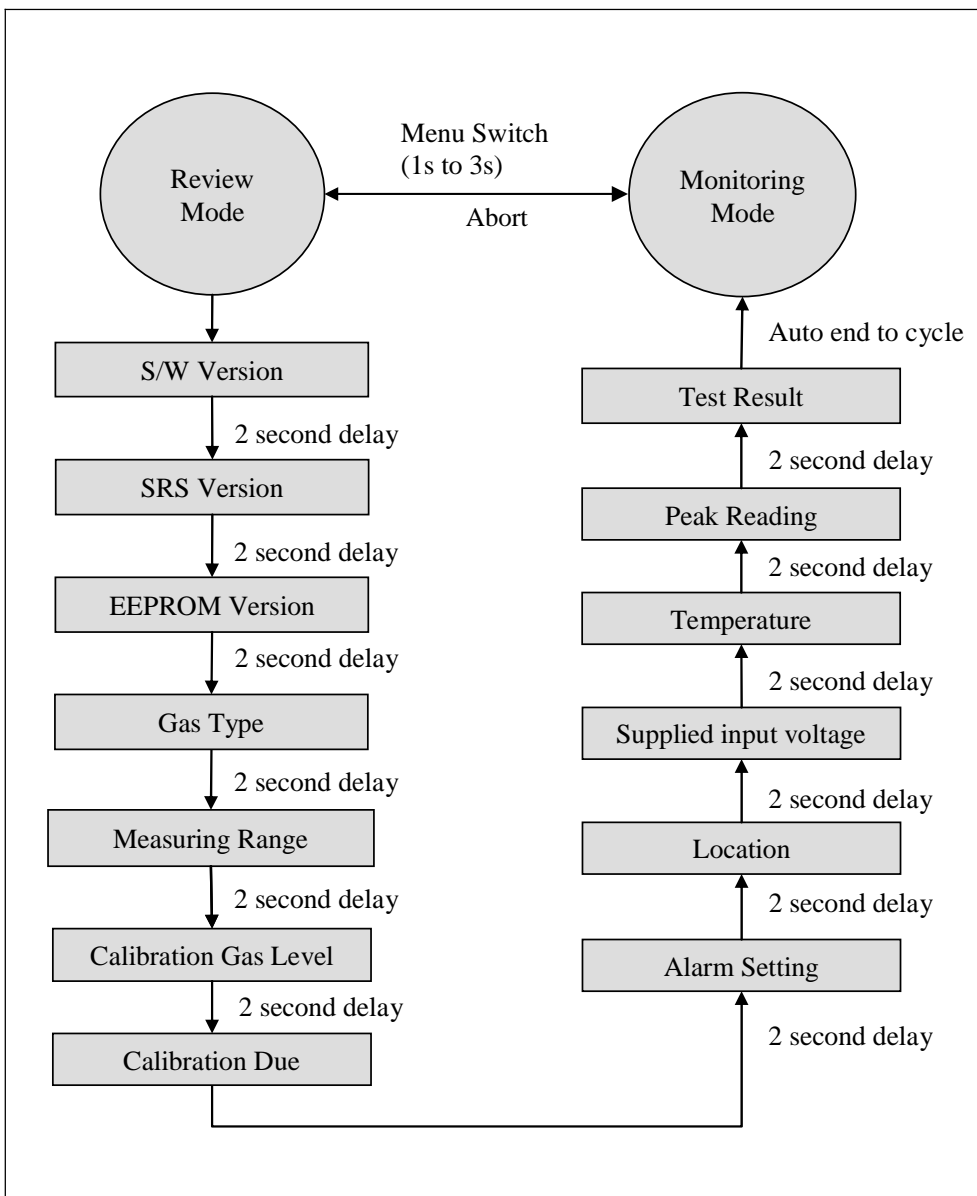 Review
Mode
Menu Switch
(1s to 3s)
Abort
Monitoring
Mode
S/W Version
2 second delay
SRS Version
2 second delay
EEPROM Version
2 second delay
Gas Type
2 second delay
Measuring Range
2 second delay
Calibration Gas Level
2 second delay
Calibration Due
2 second delay
Alarm Setting
2 second delay
Location
2 second delay
Supplied input voltage
2 second delay
Temperature
2 second delay
Peak Reading
2 second delay
Test Result
Auto end to cycle